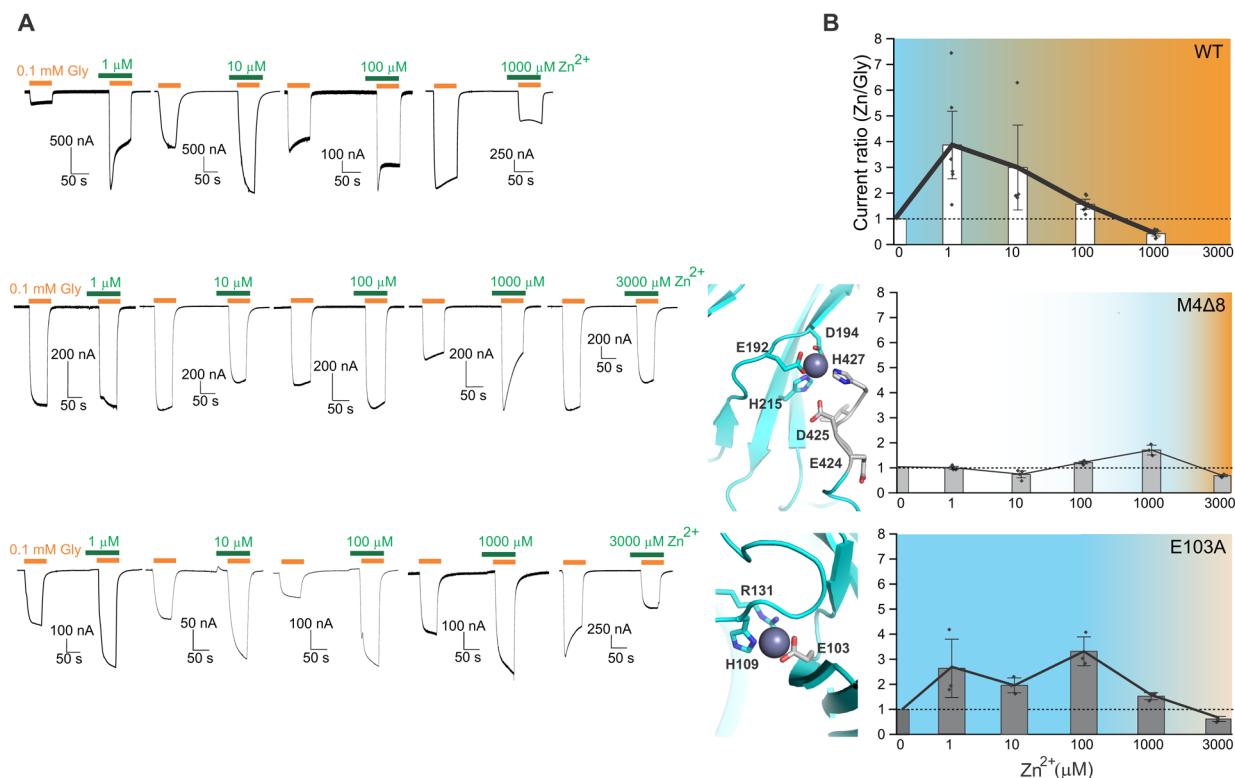 A
B
1 μM
10 μM
100 μM
1000 μM Zn2+
0.1 mM Gly
500 nA
50 s
500 nA
50 s
100 nA
50 s
250 nA
50 s
8
7
6
5
4
3
2
1
0
Current ratio (Zn/Gly)
WT
0 1 10 100 1000 3000
1 μM
10 μM
100 μM
1000 μM
3000 μM Zn2+
0.1 mM Gly
200 nA
50 s
200 nA
50 s
200 nA
50 s
200 nA
50 s
200 nA
50 s
D194
E192
H427
H215
D425
E424
8
7
6
5
4
3
2
1
0
M4Δ8
0 1 10 100 1000 3000
1 μM
10 μM
100 μM
1000 μM
3000 μM Zn2+
0.1 mM Gly
100 nA
50 s
50 nA
50 s
100 nA
50 s
100 nA
50 s
250 nA
50 s
R131
H109
E103
8
7
6
5
4
3
2
1
0
E103A
0 1 10 100 1000 3000
Zn2+(μM)